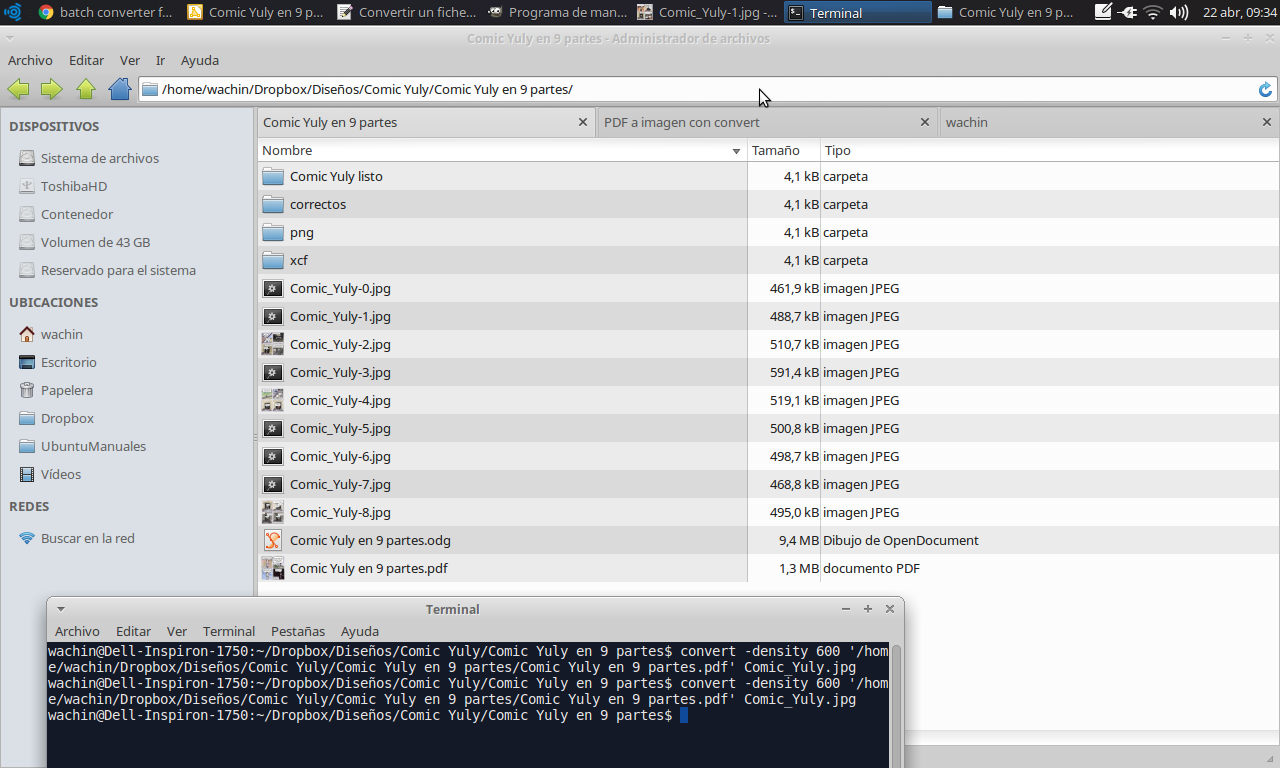 batch converter f...
Comic Yuly en 9 p...
Convertir un fiche...
Programa de man...
Comic_Yuly-1.jpg -...
Terminal
Comic Yuly en 9 p...
22 abr, 09:34
Comic Yuly en 9 partes - Administrador de archivos
Archivo Editar Ver Ir Ayuda
/home/wachin/Dropbox/Diseños/Comic Yuly/Comic Yuly en 9 partes/
DISPOSITIVOS
Sistema de archivos
ToshibaHD
Contenedor
Volumen de 43 GB
Reservado para el sistema
UBICACIONES
wachin
Escritorio
Papelera
Dropbox
UbuntuManuales
Vídeos
REDES
Buscar en la red
Comic Yuly en 9 partes
PDF a imagen con convert
wachin
Nombre Tamaño Tipo
Comic Yuly listo 4,1 kB carpeta
correctos 4,1 kB carpeta
png 4,1 kB carpeta
xcf 4,1 kB carpeta
Comic_Yuly-0.jpg 461,9 kB imagen JPEG
Comic_Yuly-1.jpg 488,7 kB imagen JPEG
Comic_Yuly-2.jpg 510,7 kB imagen JPEG
Comic_Yuly-3.jpg 591,4 kB imagen JPEG
Comic_Yuly-4.jpg 519,1 kB imagen JPEG
Comic_Yuly-5.jpg 500,8 kB imagen JPEG
Comic_Yuly-6.jpg 498,7 kB imagen JPEG
Comic_Yuly-7.jpg 468,8 kB imagen JPEG
Comic_Yuly-8.jpg 495,0 kB imagen JPEG
Comic Yuly en 9 partes.odg 9,4 MB Dibujo de OpenDocument
Comic Yuly en 9 partes.pdf 1,3 MB documento PDF
Terminal
Archivo Editar Ver Terminal Pestañas Ayuda
wachin@Dell-Inspiron-1750:~/Dropbox/Diseños/Comic Yuly/Comic Yuly en 9 partes$ convert -density 600 '/hom
e/wachin/Dropbox/Diseños/Comic Yuly/Comic Yuly en 9 partes/Comic Yuly en 9 partes.pdf' Comic_Yuly.jpg
wachin@Dell-Inspiron-1750:~/Dropbox/Diseños/Comic Yuly/Comic Yuly en 9 partes$ convert -density 600 '/hom
e/wachin/Dropbox/Diseños/Comic Yuly/Comic Yuly en 9 partes/Comic Yuly en 9 partes.pdf' Comic_Yuly.jpg
wachin@Dell-Inspiron-1750:~/Dropbox/Diseños/Comic Yuly/Comic Yuly en 9 partes$